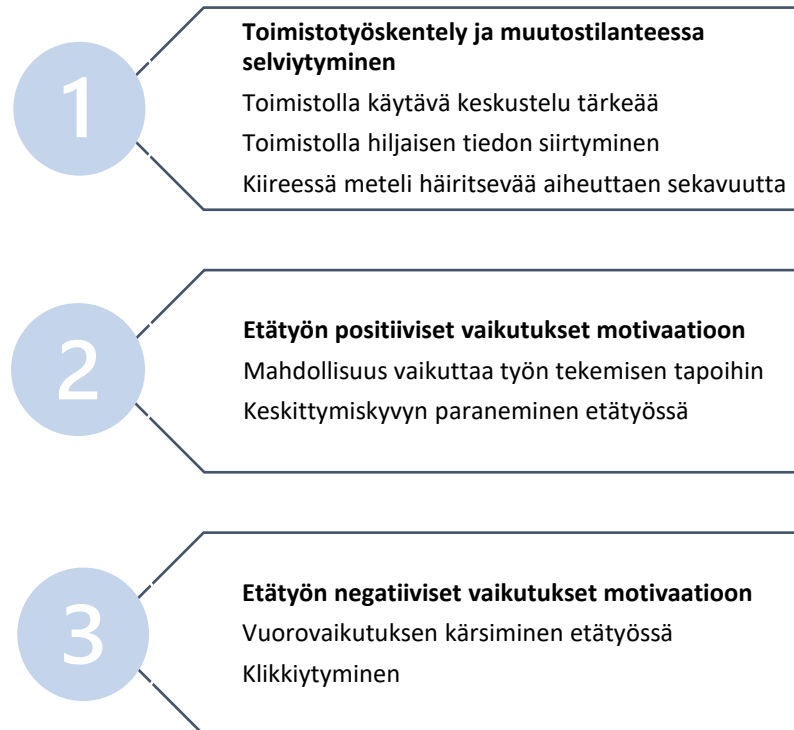 1
Toimistotyöskentely ja muutostilanteessa
selviytyminen
Toimistolla käytävä keskustelu tärkeää
Toimistolla hiljaisen tiedon siirtyminen
Kiireessä meteli häiritsevää aiheuttaen sekavuutta
2
Etätyön positiiviset vaikutukset motivaatioon
Mahdollisuus vaikuttaa työn tekemisen tapoihin
Keskittymiskyvyn paraneminen etätyössä
3
Etätyön negatiiviset vaikutukset motivaatioon
Vuorovaikutuksen kärsiminen etätyössä
Klikkiytyminen